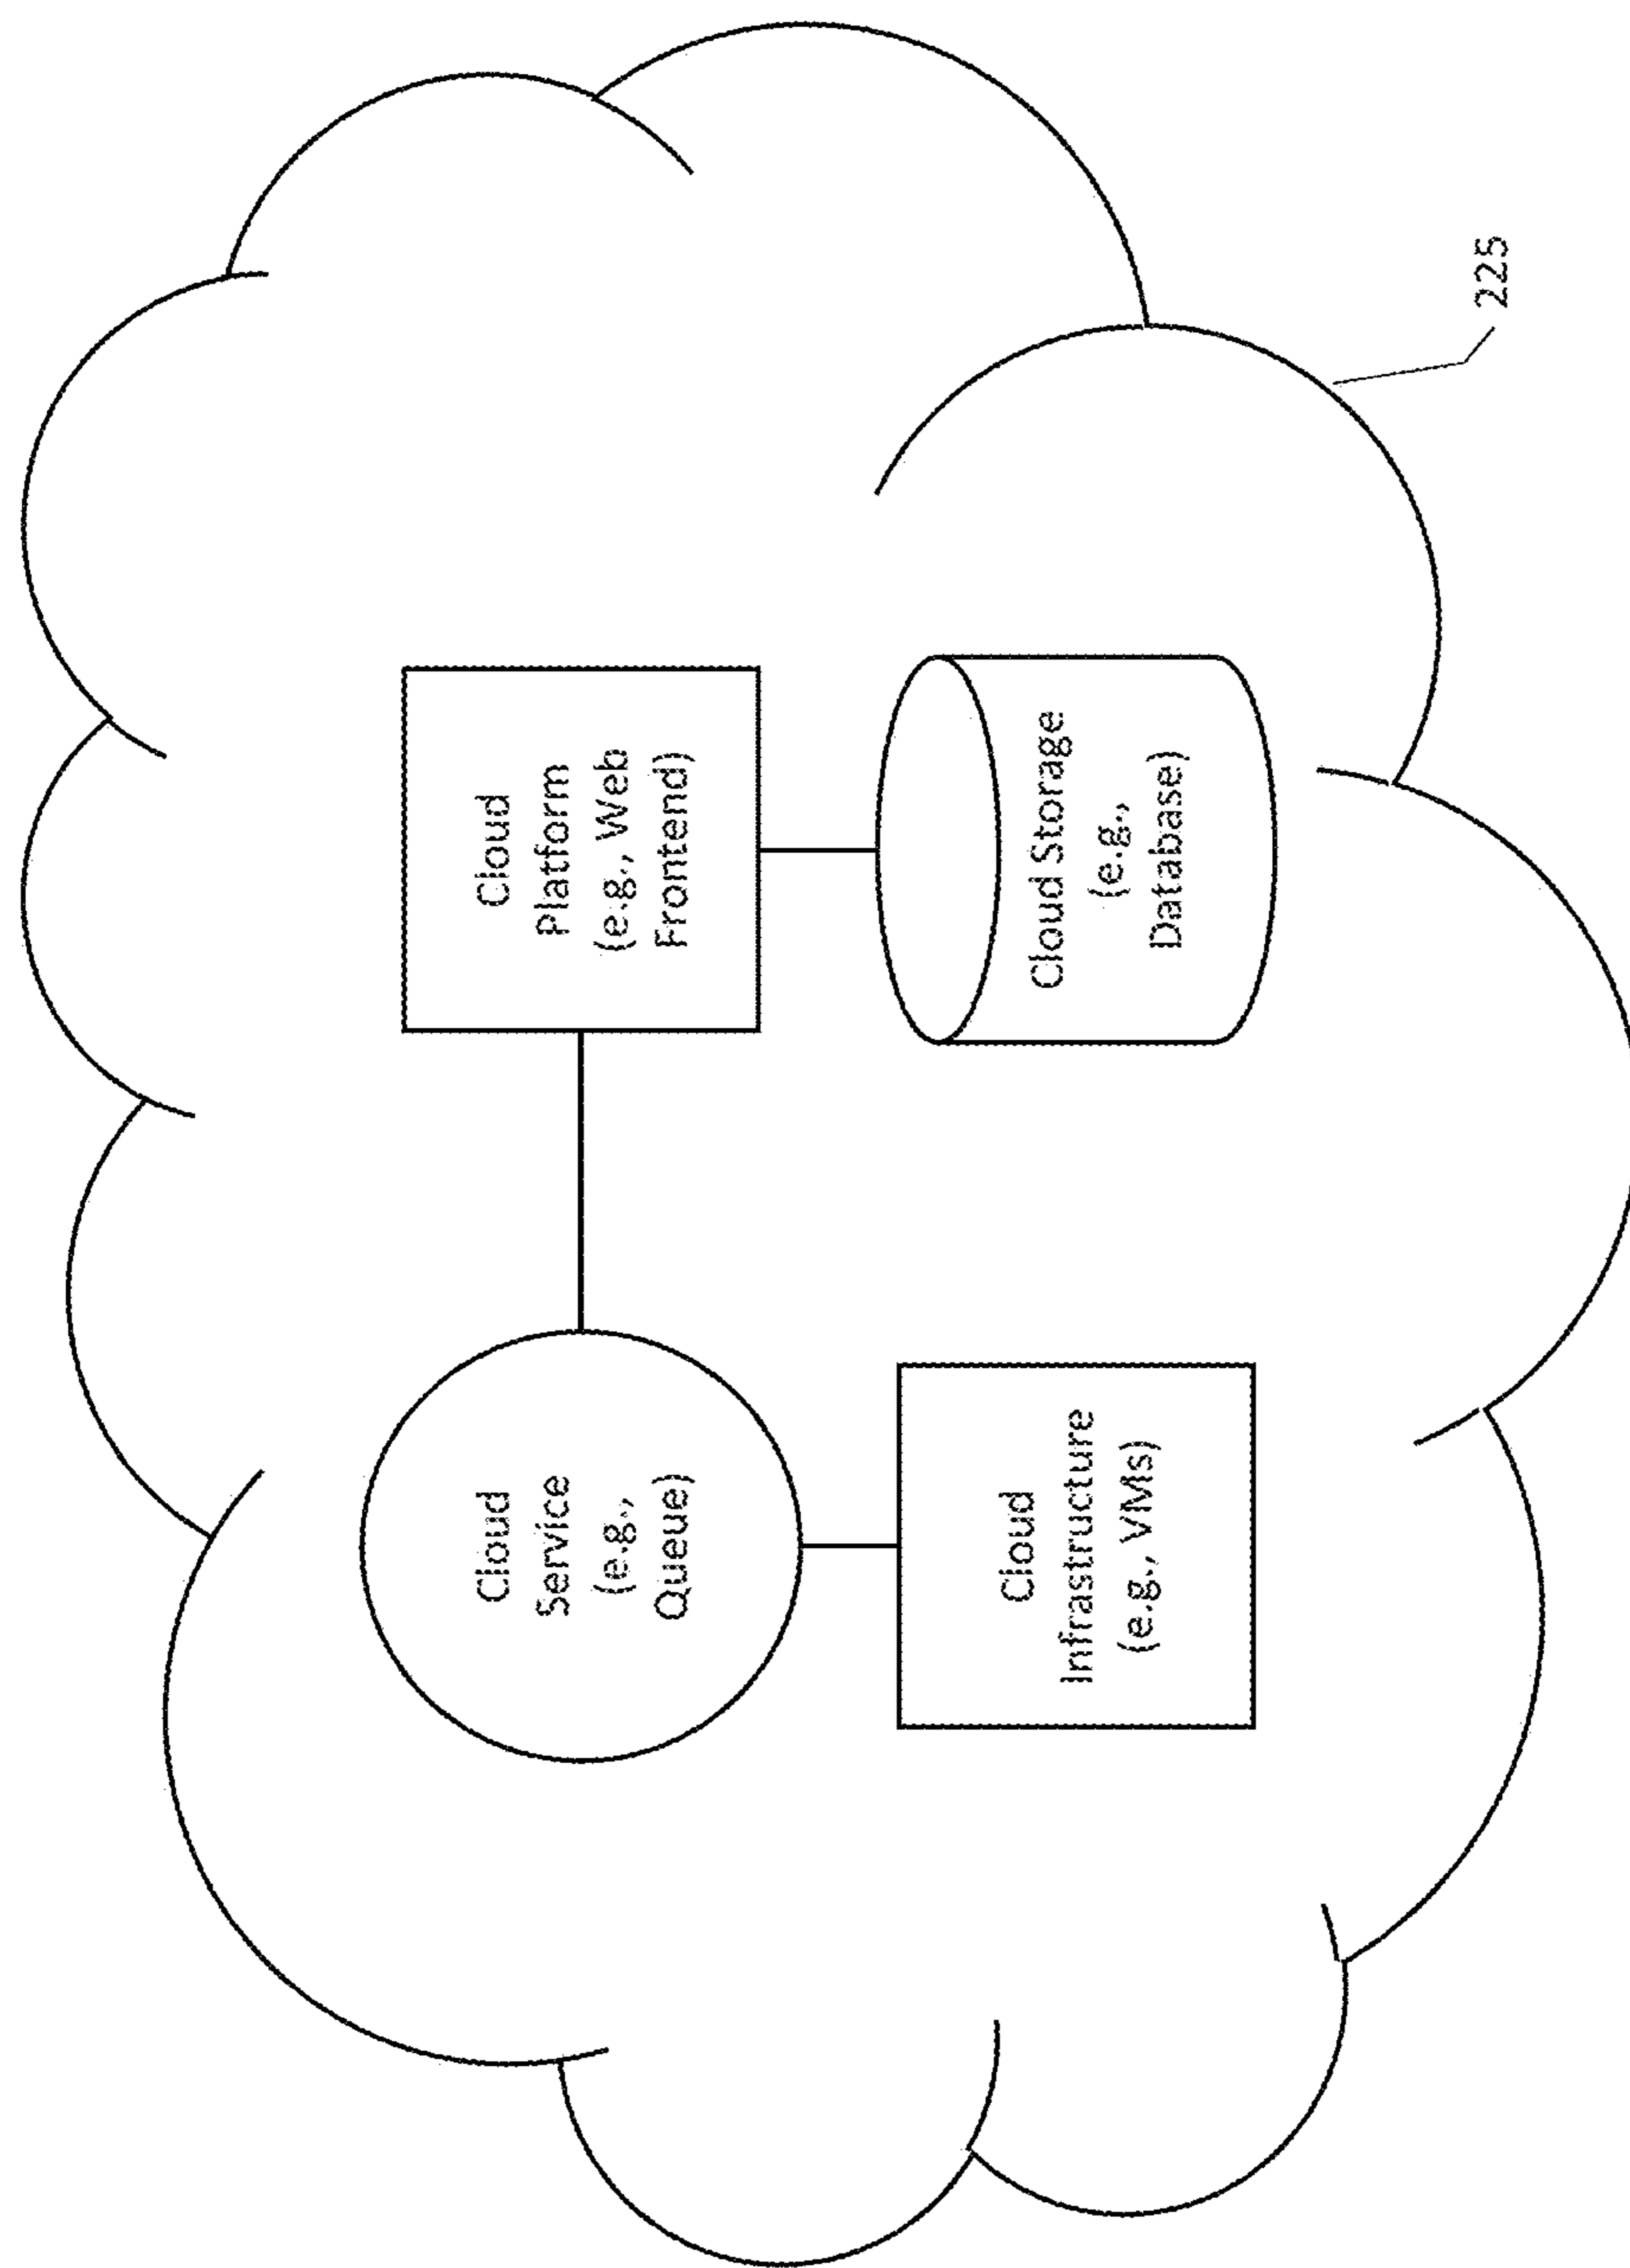 Cloud
Service
(e.g.,
Queue)
Cloud
Platform
(e.g., Web
Frontend)
Cloud
Infrastructure
(e.g., VMs)
Cloud Storage
(e.g.,
Database)
225